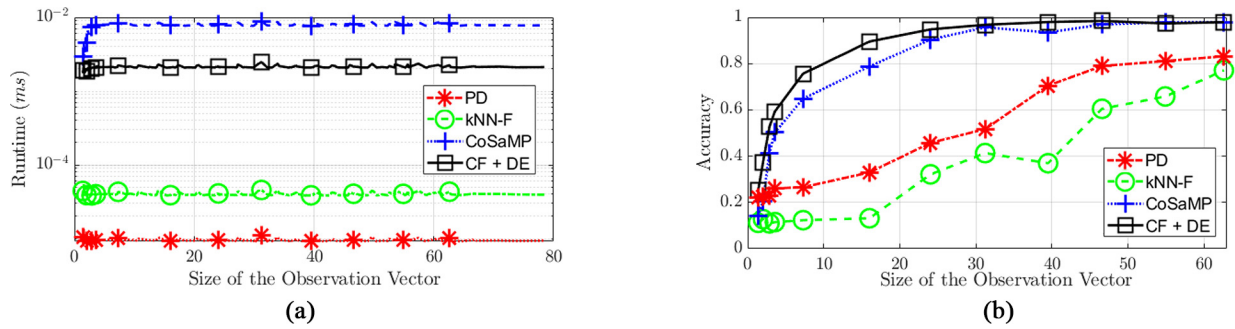 10^-2
10^-4
Runtime (ms)
PD
kNN-F
CoSaMP
CF + DE
0 20 40 60 80
Size of the Observation Vector
(a)
1
0.8
0.6
0.4
0.2
0
Accuracy
PD
kNN-F
CoSaMP
CF + DE
0 10 20 30 40 50 60
Size of the Observation Vector
(b)